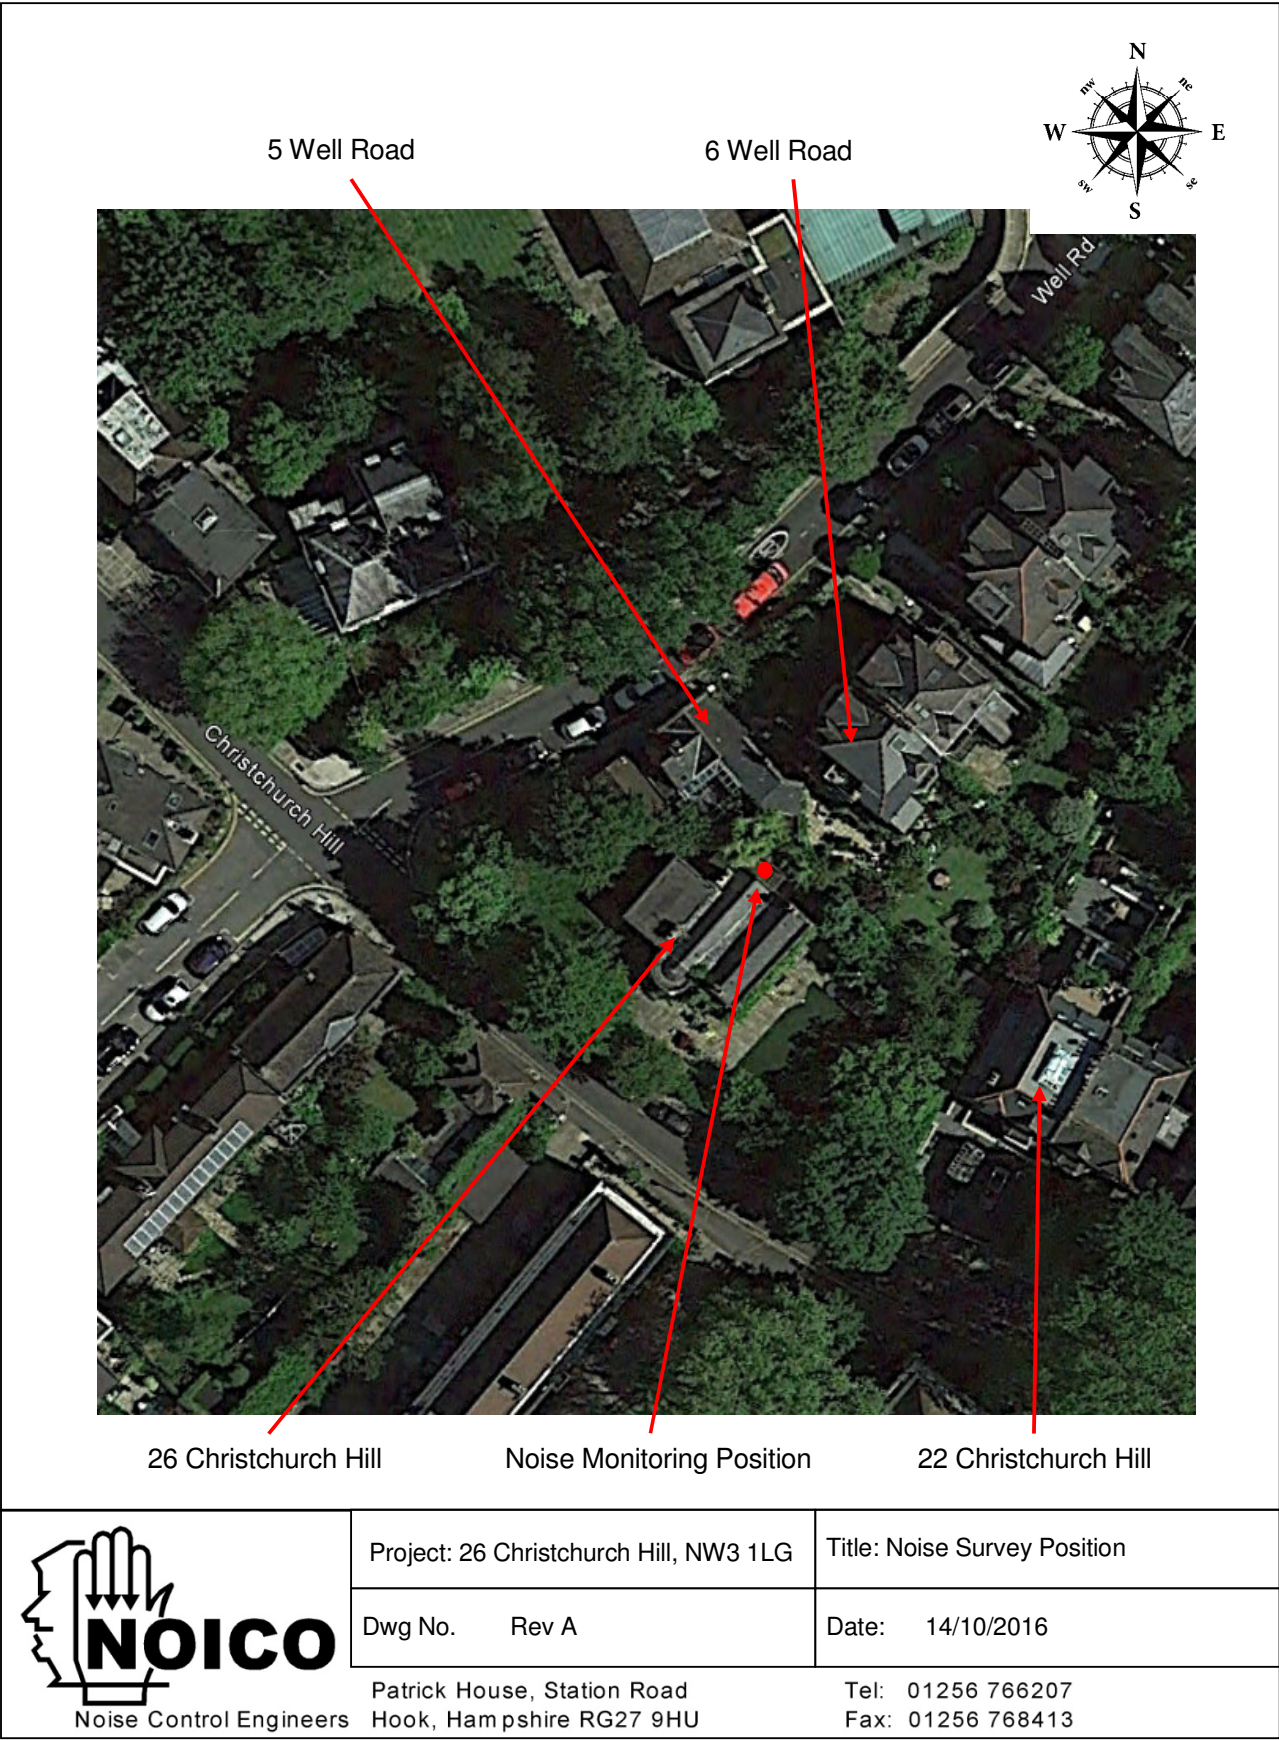 N
nw
ne
W
E
sw
se
S
5 Well Road
6 Well Road
Well Rd
Christchurch Hill
26 Christchurch Hill
Noise Monitoring Position
22 Christchurch Hill
NOICO
Noise Control Engineers
Project: 26 Christchurch Hill, NW3 1LG
Title: Noise Survey Position
Dwg No. Rev A
Date: 14/10/2016
Patrick House, Station Road
Hook, Hampshire RG27 9HU
Tel: 01256 766207
Fax: 01256 768413